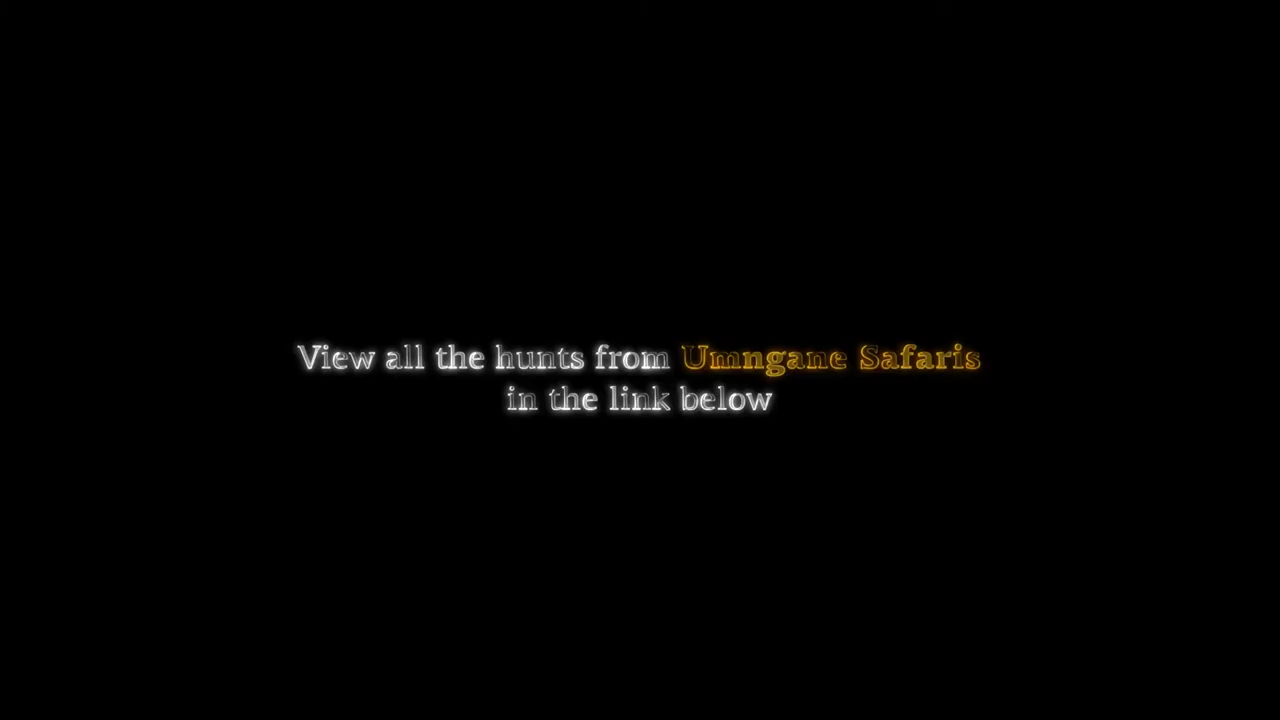 View all the hunts from Umngane Safaris
in the link below